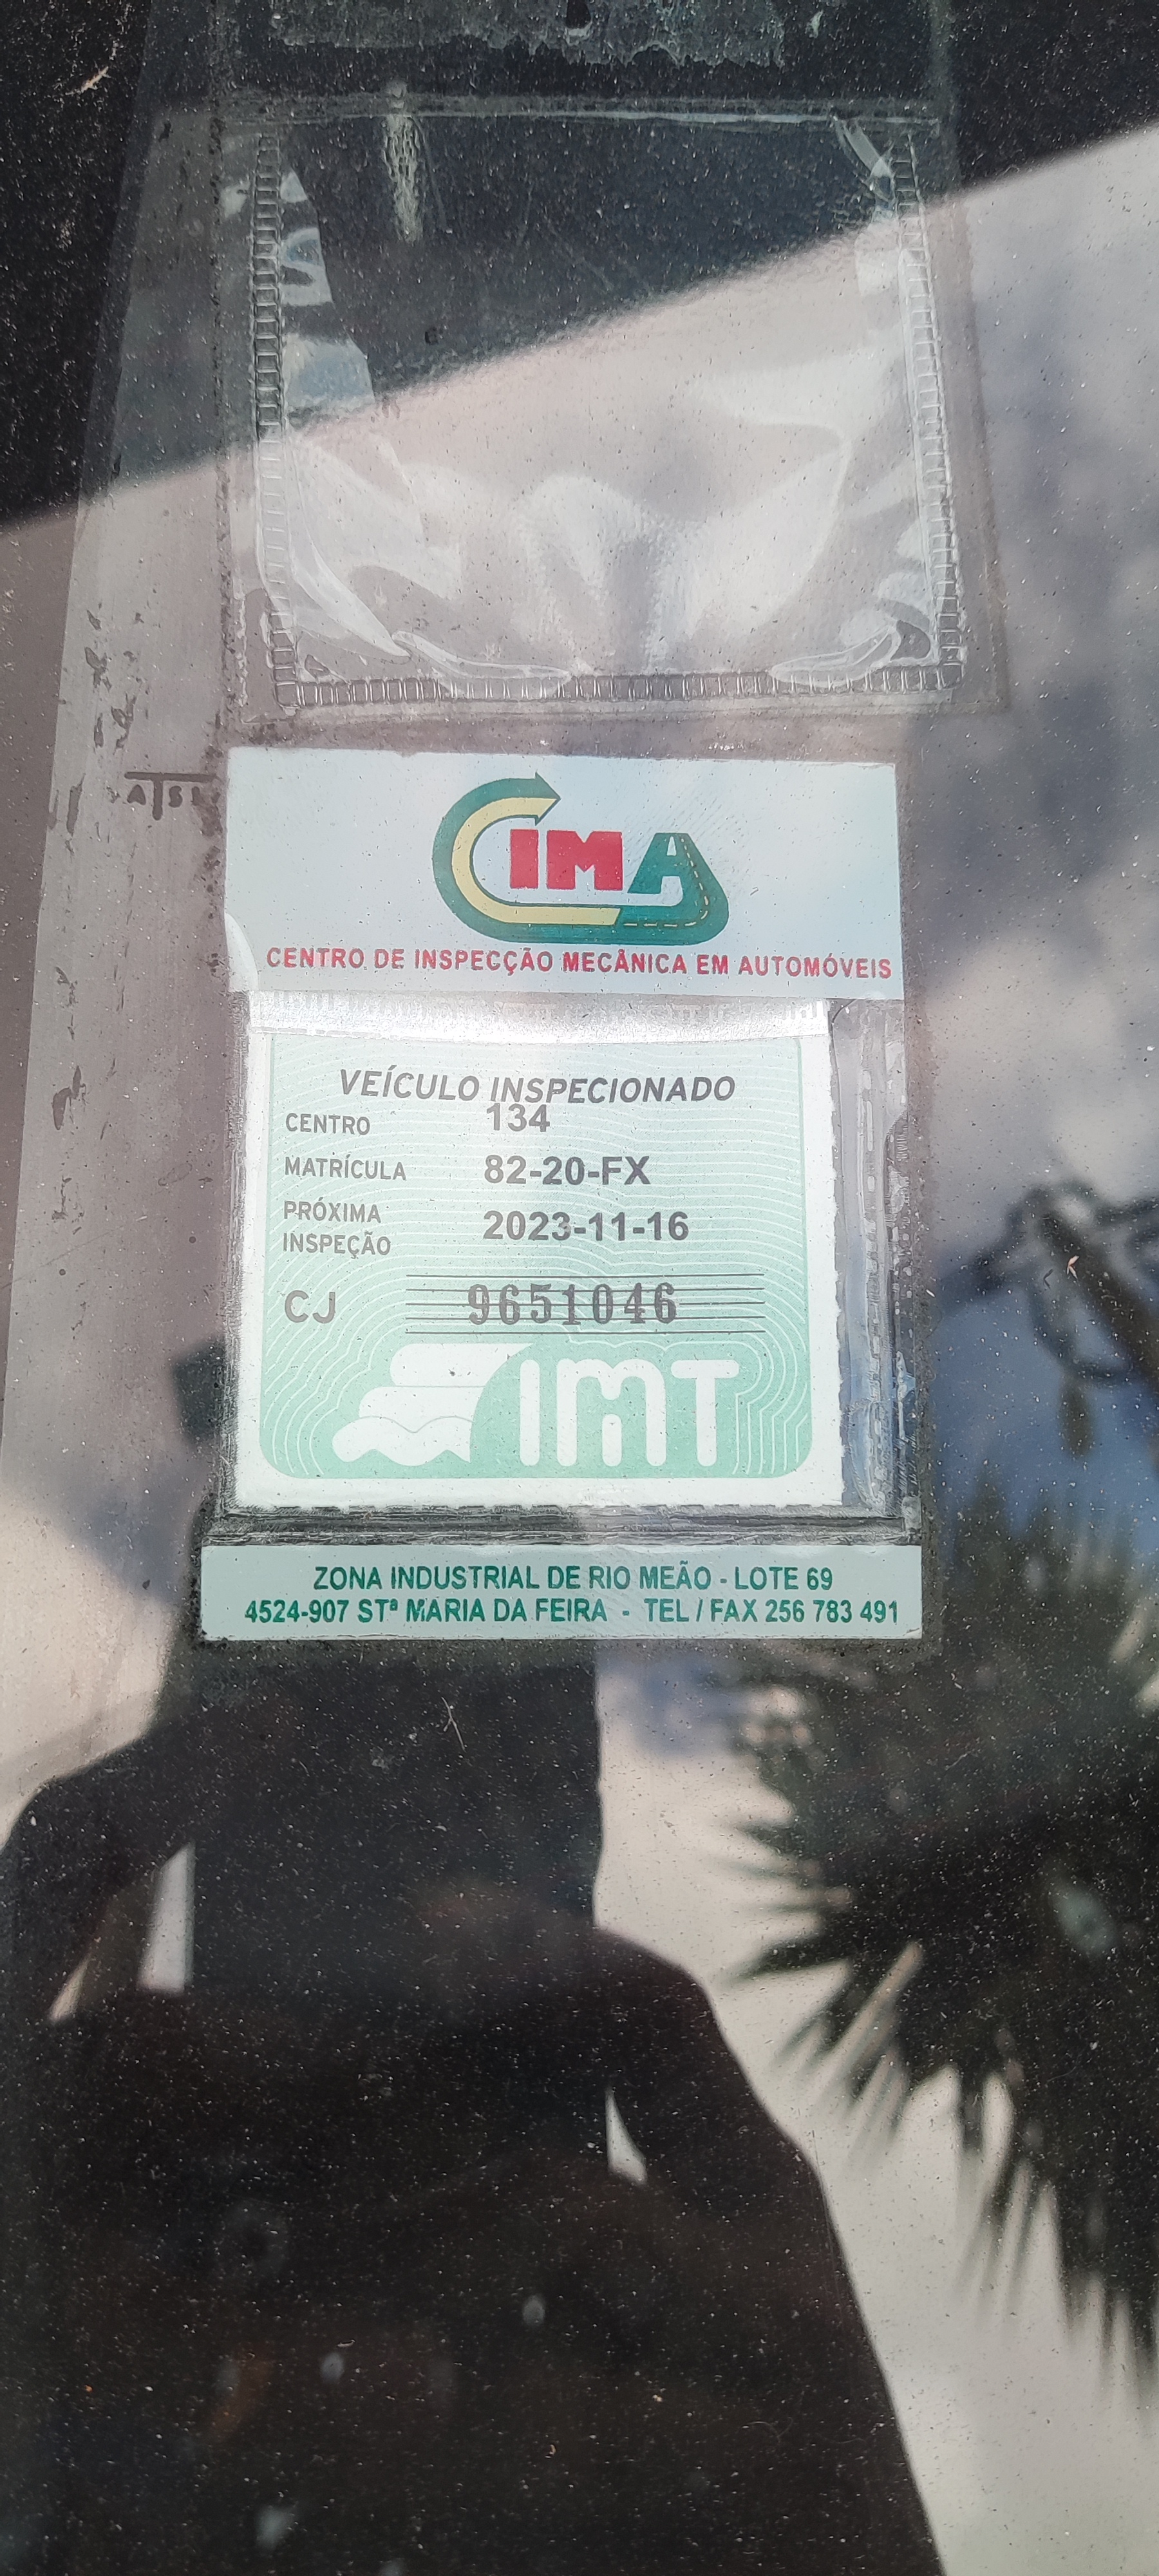 CIMA
CENTRO DE INSPECÇÃO MECÂNICA EM AUTOMÓVEIS
VEÍCULO INSPECIONADO
CENTRO 134
MATRÍCULA 82-20-FX
PRÓXIMA
INSPEÇÃO 2023-11-16
CJ 9651046
IMT
ZONA INDUSTRIAL DE RIO MEÃO - LOTE 69
4524-907 STª MARIA DA FEIRA - TEL / FAX 256 783 491